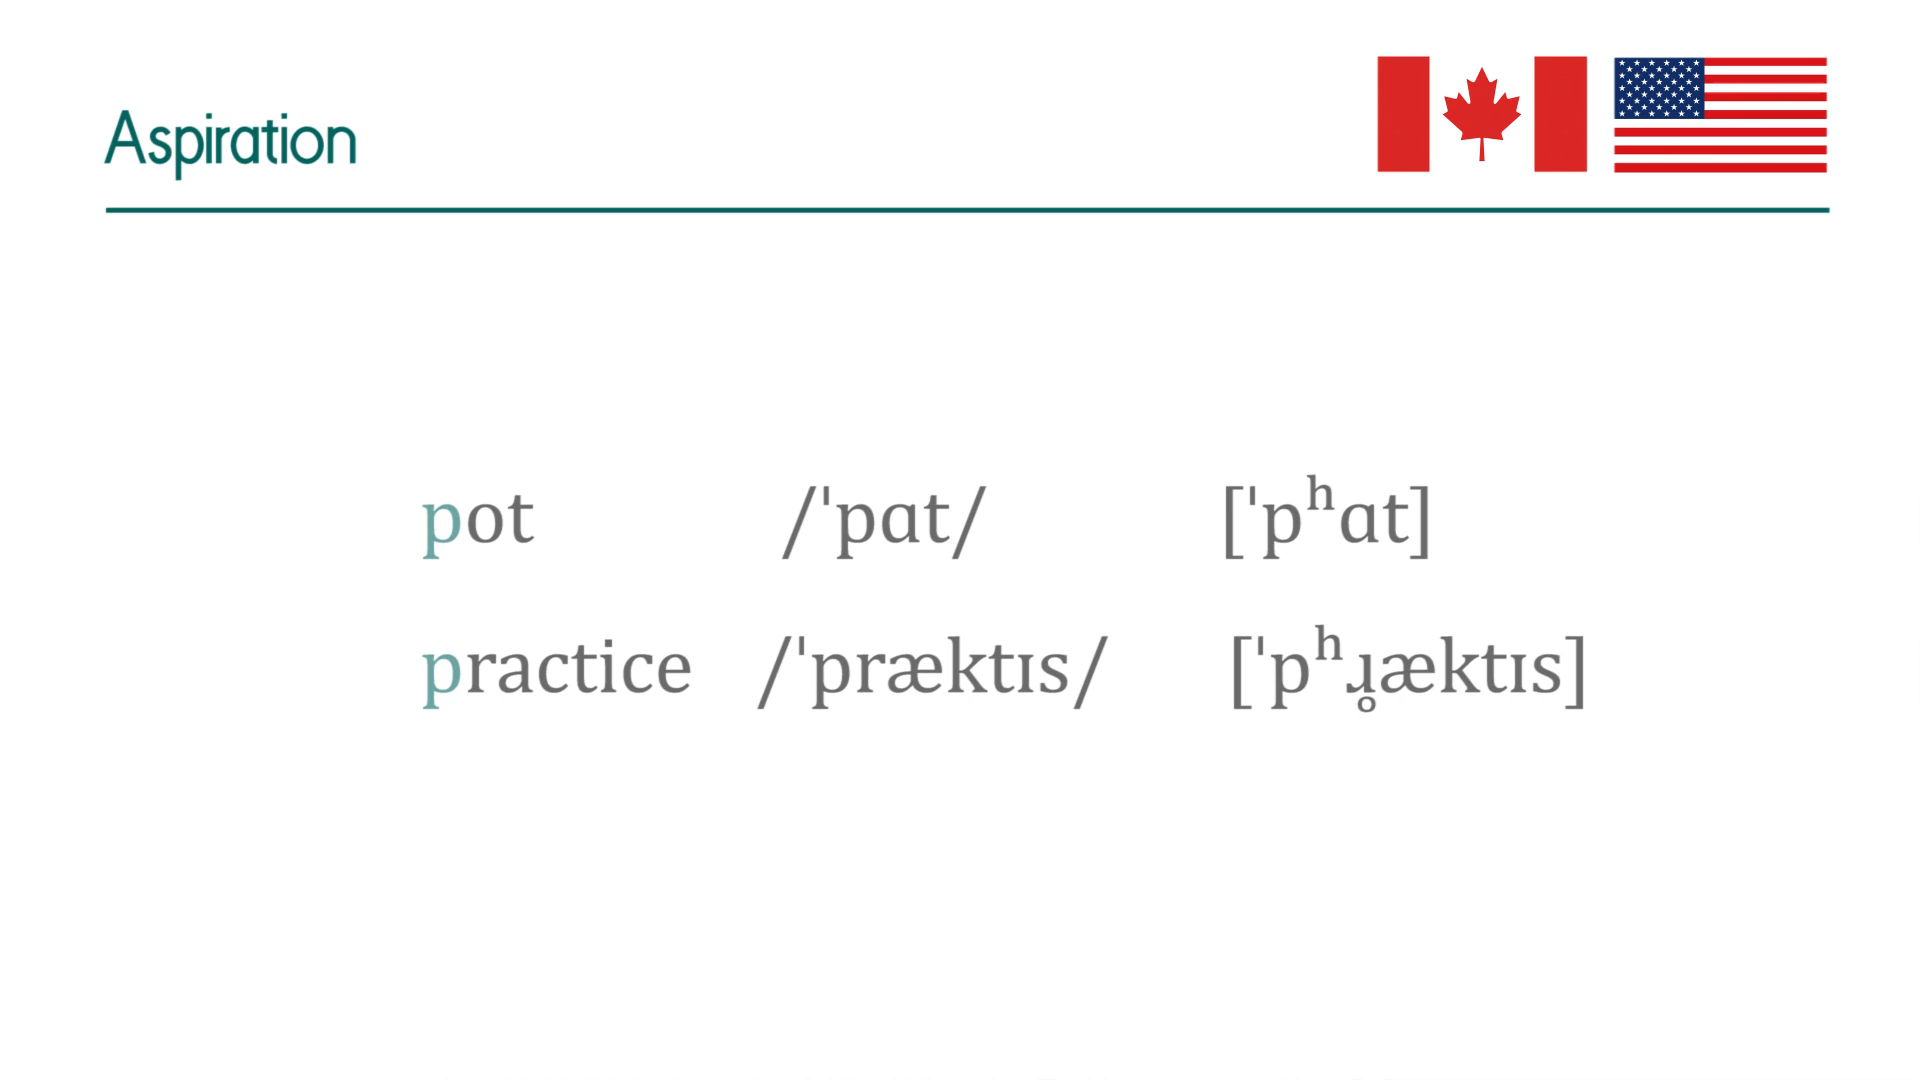 Aspiration
pot /ˈpɑt/ [ˈpʰɑt]
practice /ˈpræktɪs/ [ˈpʰɹ̥æktɪs]